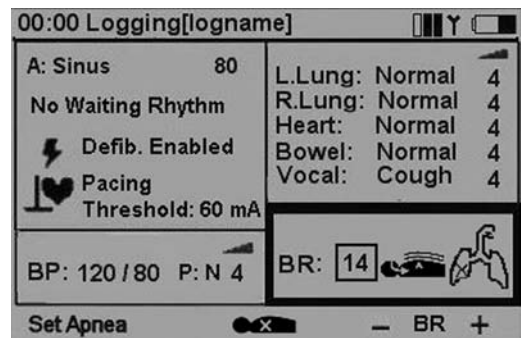 00:00 Logging[logname]
A: Sinus 80
No Waiting Rhythm
Defib. Enabled
Pacing
Threshold: 60 mA
L.Lung: Normal 4
R.Lung: Normal 4
Heart: Normal 4
Bowel: Normal 4
Vocal: Cough 4
BP: 120 / 80 P: N 4
BR: 14
Set Apnea
— BR +